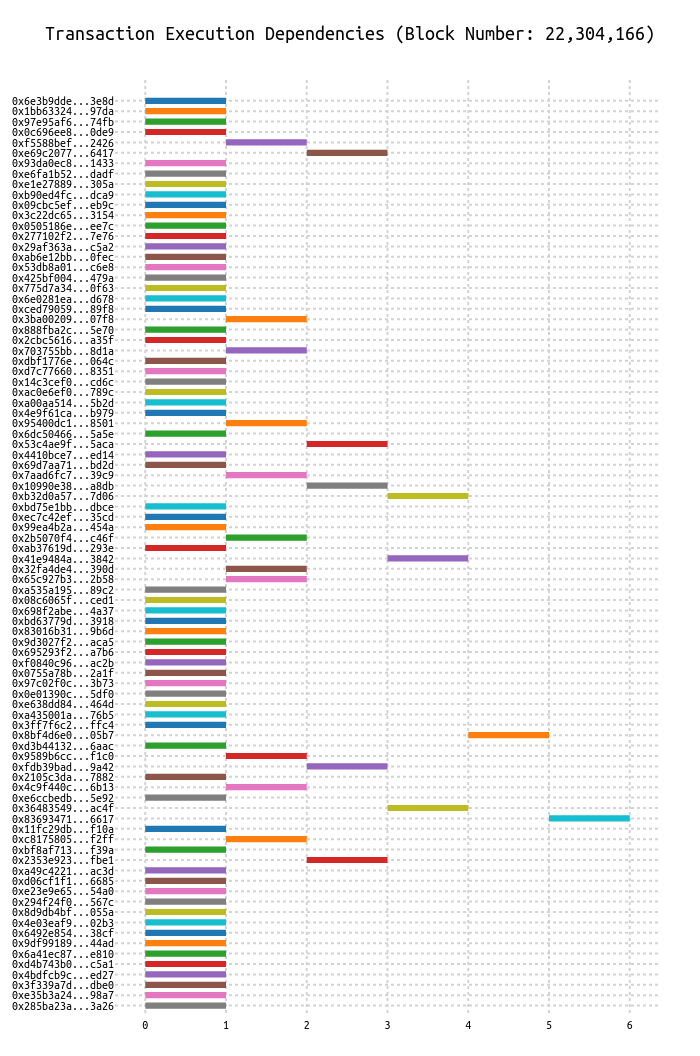 Transaction Execution Dependencies (Block Number: 22,304,166)
0x6e3b9dde...3e8d
0x1bb63324...97da
0x97e95af6...74fb
0x0c696ee8...0de9
0xf5588bef...2426
0xe69c2077...6417
0x93da0ec8...1433
0xe6fa1b52...dadf
0xe1e27889...305a
0xb90ed4fc...dca9
0x09cbc5ef...eb9c
0x3c22dc65...3154
0x0505186e...ee7c
0x277102f2...7e76
0x29af363a...c5a2
0xab6e12bb...0fec
0x53db8a01...c6e8
0x425bf004...479a
0x775d7a34...0f63
0x6e0281ea...d678
0xced79059...89f8
0x3ba00209...07f8
0x888fba2c...5e70
0x2cbc5616...a35f
0x703755bb...8d1a
0xdbf1776e...064c
0xd7c77660...8351
0x14c3cef0...cd6c
0xac0e6ef0...789c
0xa00aa514...5b2d
0x4e9f61ca...b979
0x95400dc1...8501
0x6dc50466...5a5e
0x53c4ae9f...5aca
0x4410bce7...ed14
0x69d7aa71...bd2d
0x7aad6fc7...39c9
0x10990e38...a8db
0xb32d0a57...7d06
0xbd75e1bb...dbce
0xec7c42ef...35cd
0x99ea4b2a...454a
0x2b5070f4...c46f
0xab37619d...293e
0x41e9484a...3842
0x32fa4de4...390d
0x65c927b3...2b58
0xa535a195...89c2
0x08c6065f...ced1
0x698f2abe...4a37
0xbd63779d...3918
0x83016b31...9b6d
0x9d3027f2...aca5
0x695293f2...a7b6
0xf0840c96...ac2b
0x0755a78b...2a1f
0x97c02f0c...3b73
0x0e01390c...5df0
0xe638dd84...464d
0xa435001a...76b5
0x3ff7f6c2...ffc4
0x8bf4d6e0...05b7
0xd3b44132...6aac
0x9589b6cc...f1c0
0xfdb39bad...9a42
0x2105c3da...7882
0x4c9f440c...6b13
0xe6ccbedb...5e92
0x36483549...ac4f
0x83693471...6617
0x11fc29db...f10a
0xc8175805...f2ff
0xbf8af713...f39a
0x2353e923...fbe1
0xa49c4221...ac3d
0xd06cf1f1...6685
0xe23e9e65...54a0
0x294f24f0...567c
0x8d9db4bf...055a
0x4e03eaf9...02b3
0x6492e854...38cf
0x9df99189...44ad
0x6a41ec87...e810
0xd4b743b0...c5a1
0x4bdfcb9c...ed27
0x3f339a7d...dbe0
0xe35b3a24...98a7
0x285ba23a...3a26
0 1 2 3 4 5 6